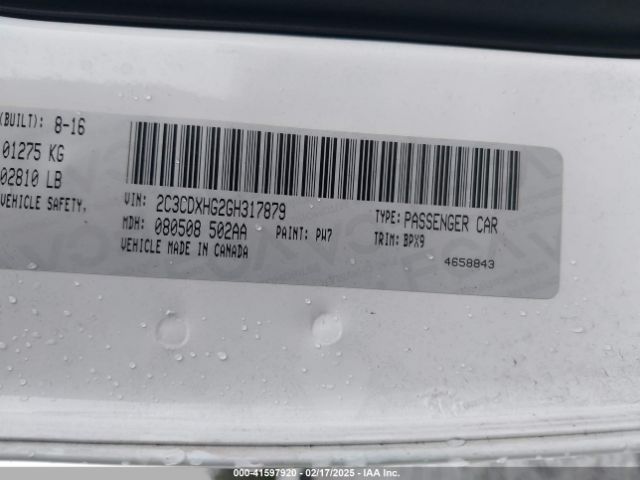 (BUILT): 8-16
01275 KG
02810 LB
VEHICLE SAFETY,
VIN: 2C3CDXHG2GH317879
MDH: 080508 502AA PAINT: PW7
VEHICLE MADE IN CANADA
TYPE: PASSENGER CAR
TRIM: BPX9
4658843
000-41597920 - 02/17/2025 - IAA Inc.